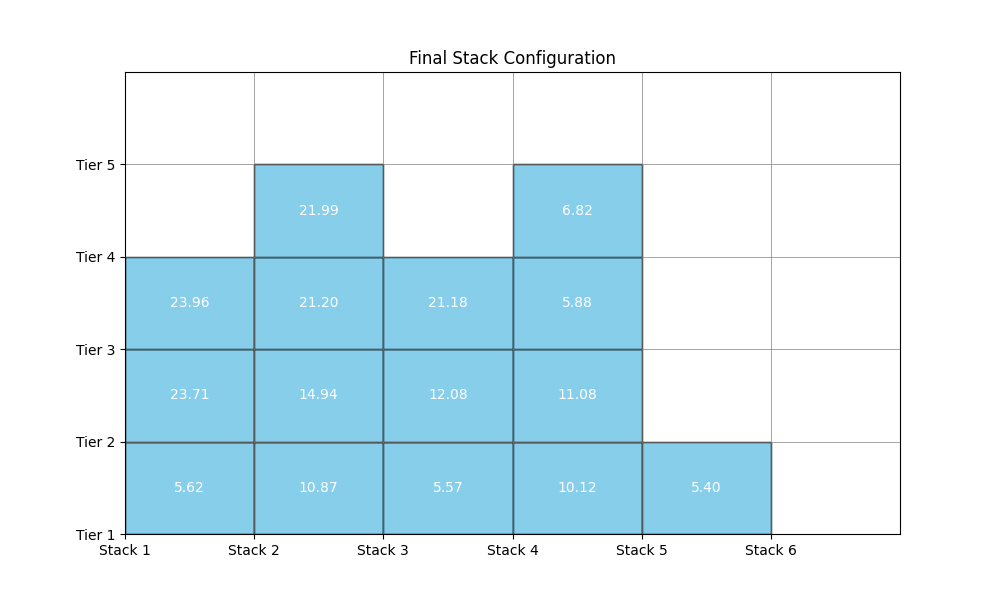 Final Stack Configuration
Tier 5
21.99 6.82
Tier 4
23.96 21.20 21.18 5.88
Tier 3
23.71 14.94 12.08 11.08
Tier 2
5.62 10.87 5.57 10.12 5.40
Tier 1
Stack 1 Stack 2 Stack 3 Stack 4 Stack 5 Stack 6